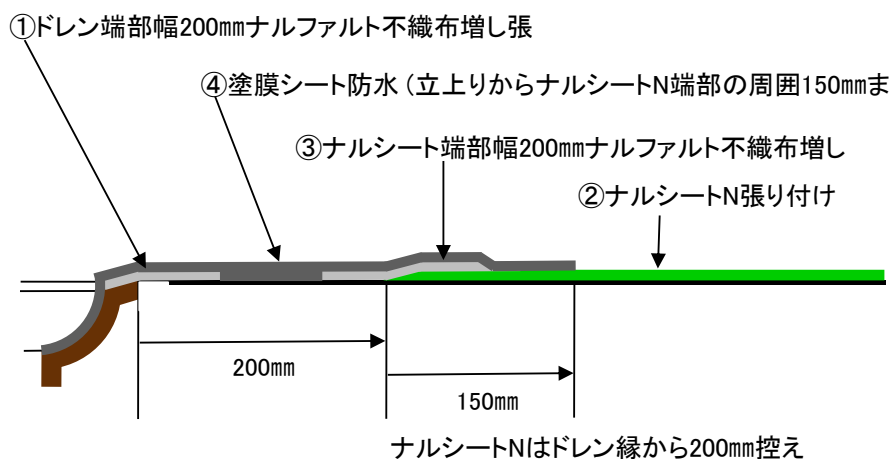 ①ドレン端部幅200㎜ナルファルト不織布増し張
④塗膜シート防水（立上りからナルシートN端部の周囲150㎜ま
③ナルシート端部幅200㎜ナルファルト不織布増し
②ナルシートN張り付け
200㎜
150㎜
ナルシートNはドレン縁から200㎜控え